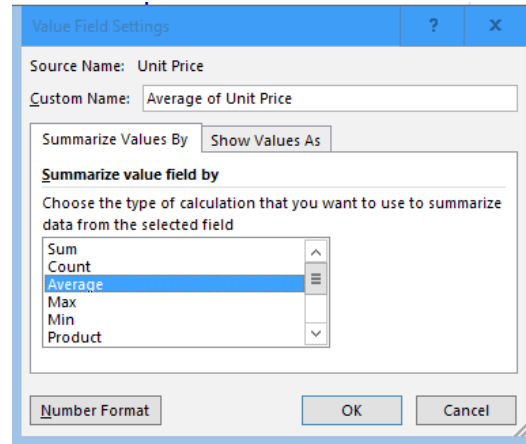 Value Field Settings ? x
Source Name: Unit Price
Custom Name: Average of Unit Price
Summarize Values By Show Values As
Summarize value field by
Choose the type of calculation that you want to use to summarize
data from the selected field
Sum
Count
Average
Max
Min
Product
Number Format OK Cancel